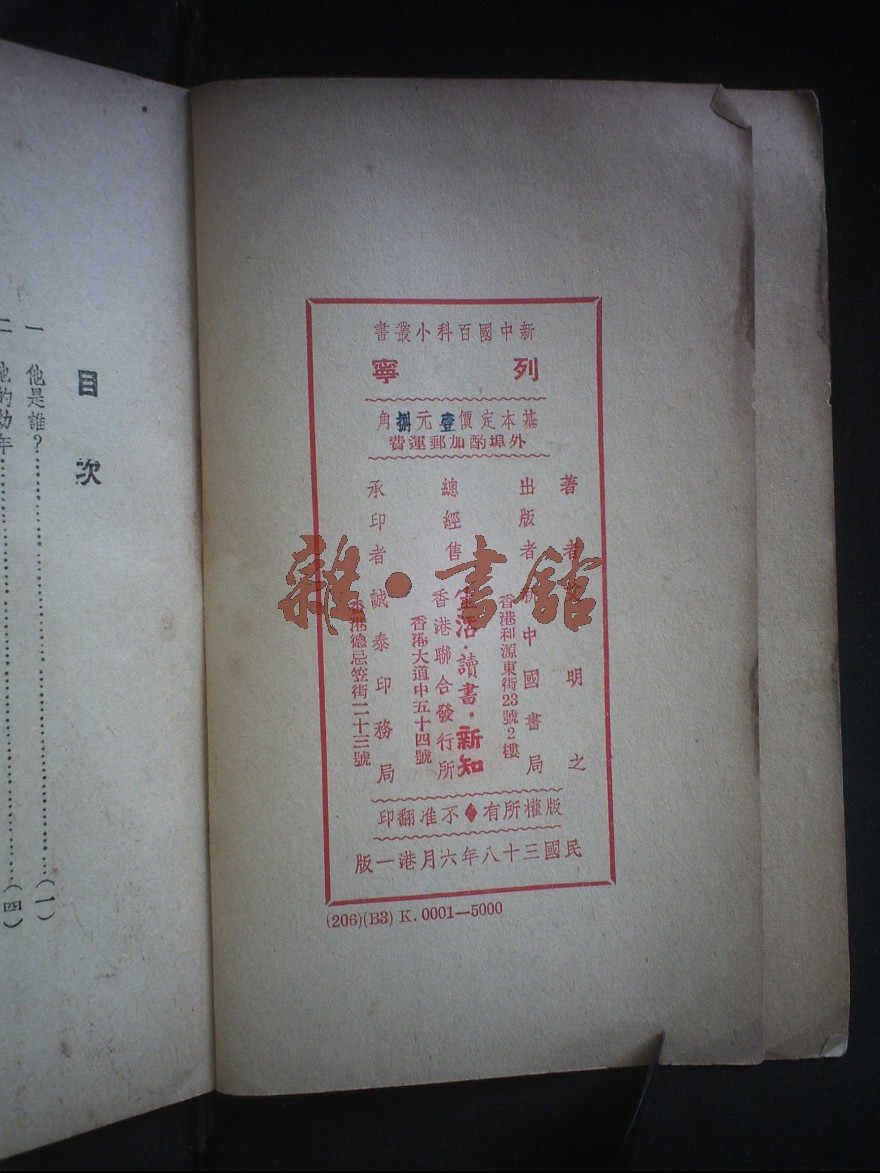 新中國百科小叢書
列寧
基本定價壹元捌角
外埠酌加郵運費
著者 明之
出版者 新中國書局
香港利源東街23號2樓
總經售 生活·讀書·新知
香港聯合發行所
香港大道中五十四號
承印者 誠泰印務局
香港德忌笠街二十三號
版權所有 不准翻印
民國三十八年六月港一版
(206)(B3) K. 0001—5000
雜·書館
目次
一 他是誰？……(一)
二 他的幼年……(四)